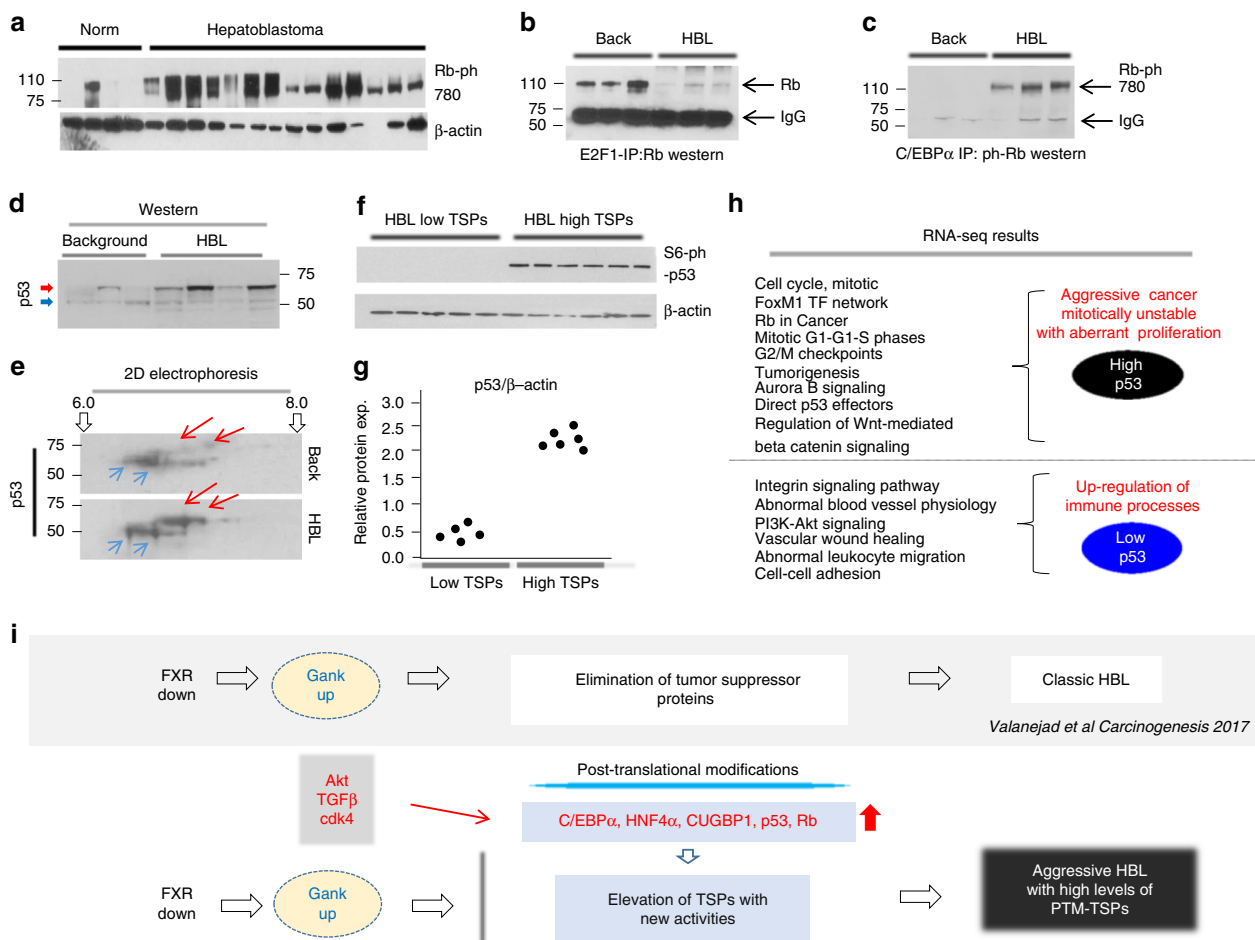 a
Norm
Hepatoblastoma
110
75
Rb-ph
780
β-actin
b
Back
HBL
110
75
50
Rb
IgG
E2F1-IP:Rb western
c
Back
HBL
110
75
50
Rb-ph
780
IgG
C/EBPα IP: ph-Rb western
d
Western
Background
HBL
p53
75
50
e
2D electrophoresis
6.0
8.0
75
50
Back
75
50
HBL
p53
f
HBL low TSPs
HBL high TSPs
S6-ph
-p53
β-actin
g
p53/β–actin
Relative protein exp.
3.0
2.0
2.0
1.0
0.5
0.0
Low TSPs
High TSPs
h
RNA-seq results
Cell cycle, mitotic
FoxM1 TF network
Rb in Cancer
Mitotic G1-G1-S phases
G2/M checkpoints
Tumorigenesis
Aurora B signaling
Direct p53 effectors
Regulation of Wnt-mediated
beta catenin signaling
Aggressive cancer
mitotically unstable
with aberrant proliferation
High
p53
Integrin signaling pathway
Abnormal blood vessel physiology
PI3K-Akt signaling
Vascular wound healing
Abnormal leukocyte migration
Cell-cell adhesion
Up-regulation of
immune processes
Low
p53
i
FXR
down
Gank
up
Elimination of tumor suppressor
proteins
Classic HBL
Valanejad et al Carcinogenesis 2017
Akt
TGFβ
cdk4
Post-translational modifications
C/EBPα, HNF4α, CUGBP1, p53, Rb
FXR
down
Gank
up
Elevation of TSPs with
new activities
Aggressive HBL
with high levels of
PTM-TSPs